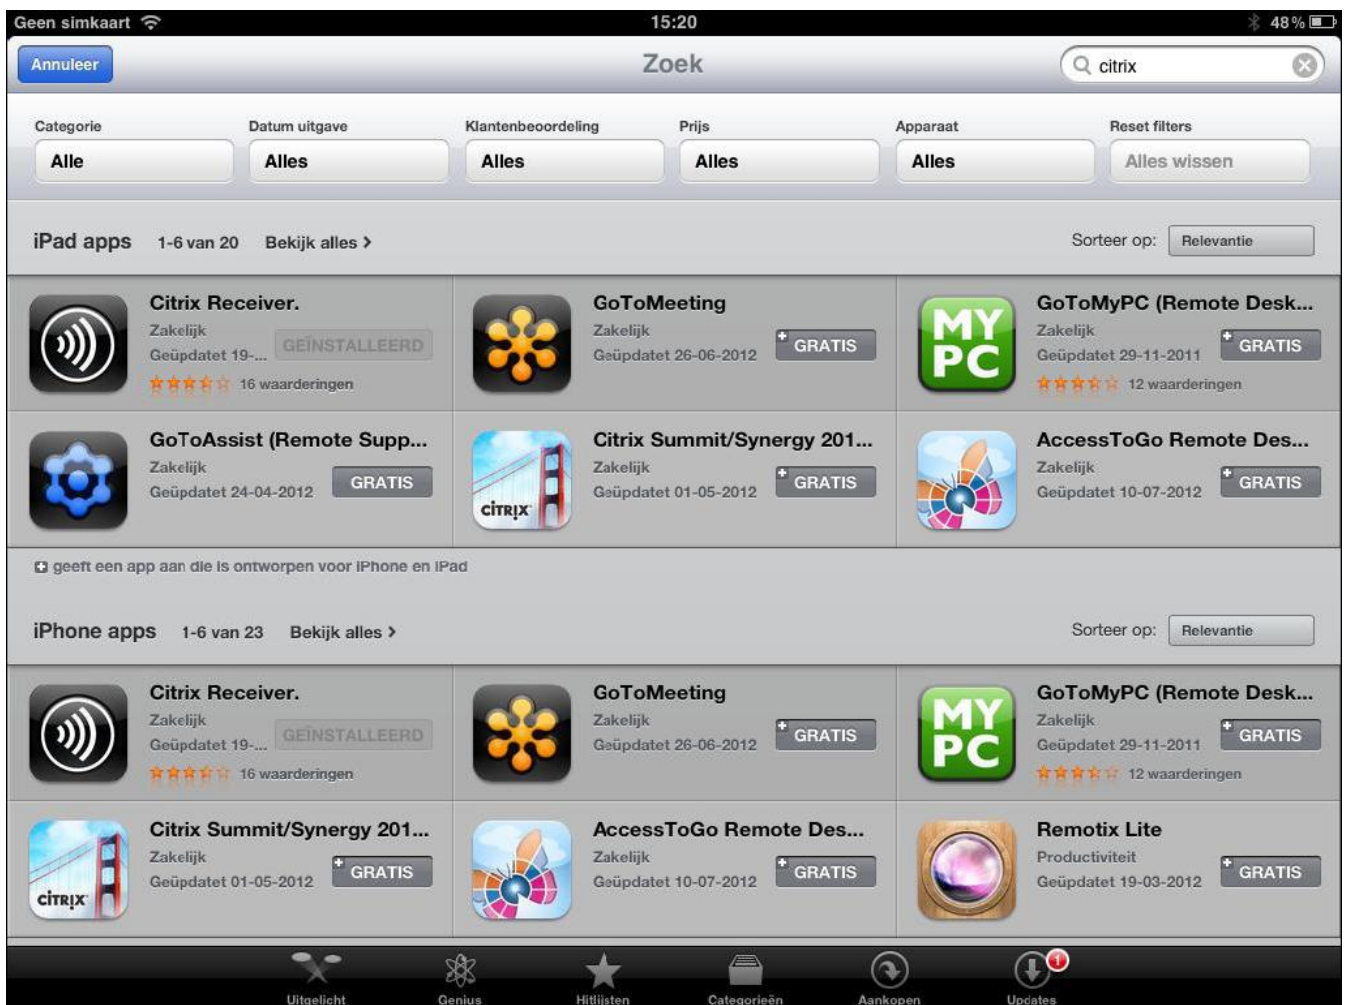 Geen simkaart 15:20 48%
Annuleer Zoek citrix
Categorie Datum uitgave Klantenbeoordeling Prijs Apparaat Reset filters
Alle Alles Alles Alles Alles Alles wissen
iPad apps 1-6 van 20 Bekijk alles > Sorteer op: Relevantie
Citrix Receiver.
Zakelijk
Geüpdatet 19-... GEÏNSTALLEERD
16 waarderingen
GoToMeeting
Zakelijk
Geüpdatet 26-06-2012 GRATIS
MY PC
GoToMyPC (Remote Desk...
Zakelijk
Geüpdatet 29-11-2011 GRATIS
12 waarderingen
GoToAssist (Remote Supp...
Zakelijk
Geüpdatet 24-04-2012 GRATIS
CITRIX
Citrix Summit/Synergy 201...
Zakelijk
Geüpdatet 01-05-2012 GRATIS
AccessToGo Remote Des...
Zakelijk
Geüpdatet 10-07-2012 GRATIS
geeft een app aan die is ontworpen voor iPhone en iPad
iPhone apps 1-6 van 23 Bekijk alles > Sorteer op: Relevantie
Citrix Receiver.
Zakelijk
Geüpdatet 19-... GEÏNSTALLEERD
16 waarderingen
GoToMeeting
Zakelijk
Geüpdatet 26-06-2012 GRATIS
MY PC
GoToMyPC (Remote Desk...
Zakelijk
Geüpdatet 29-11-2011 GRATIS
12 waarderingen
CITRIX
Citrix Summit/Synergy 201...
Zakelijk
Geüpdatet 01-05-2012 GRATIS
AccessToGo Remote Des...
Zakelijk
Geüpdatet 10-07-2012 GRATIS
Remotix Lite
Productiviteit
Geüpdatet 19-03-2012 GRATIS
1
Uitgelicht Genius Hitlijsten Categorieën Aankopen Updates